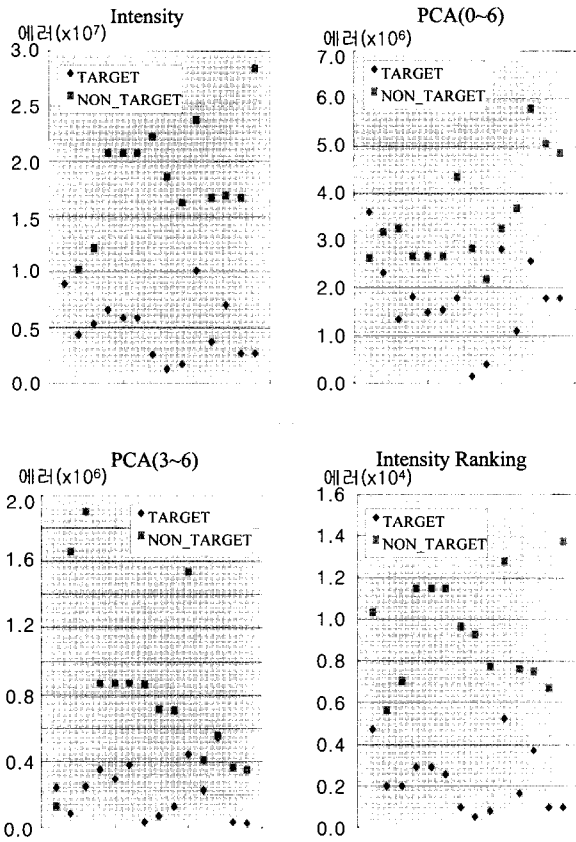 Intensity
에러(x10⁷)
3.0
2.5
2.0
1.5
1.0
0.5
0.0
TARGET
NON_TARGET
PCA(0~6)
에러(x10⁶)
7.0
6.0
5.0
4.0
3.0
2.0
1.0
0.0
TARGET
NON_TARGET
PCA(3~6)
에러(x10⁶)
2.0
1.6
1.2
0.8
0.4
0.0
TARGET
NON_TARGET
Intensity Ranking
에러(x10⁴)
1.6
1.4
1.2
1.0
0.8
0.6
0.4
0.2
0.0
TARGET
NON_TARGET